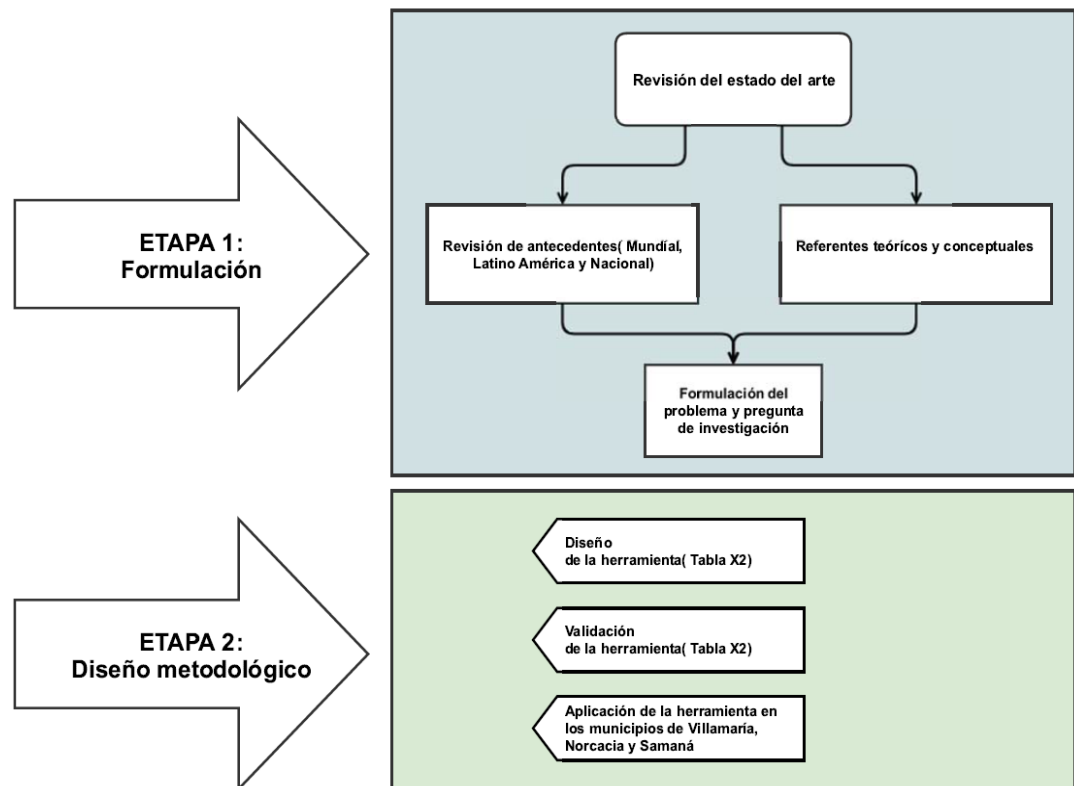 Revisión del estado del arte
ETAPA 1:
Formulación
Revisión de antecedentes( Mundíal,
Latino América y Nacional)
Referentes teóricos y conceptuales
Formulación del
problema y pregunta
de investigación
ETAPA 2:
Diseño metodológico
Diseño
de la herramienta( Tabla X2)
Validación
de la herramienta( Tabla X2)
Aplicación de la herramienta en
los municipios de Villamaría,
Norcacia y Samaná